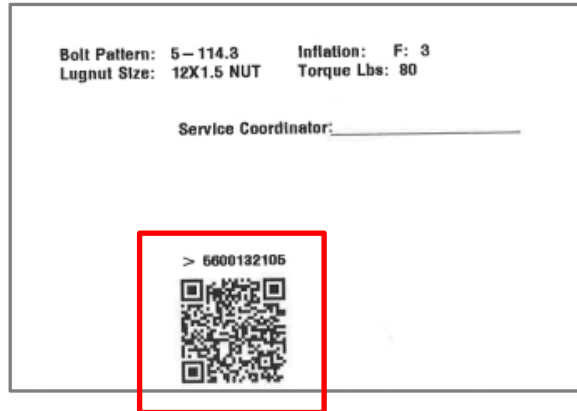 Bolt Pattern: 5-114.3 Inflation: F: 3
Lugnut Size: 12X1.5 NUT Torque Lbs: 80
Service Coordinator:
> 5600132105